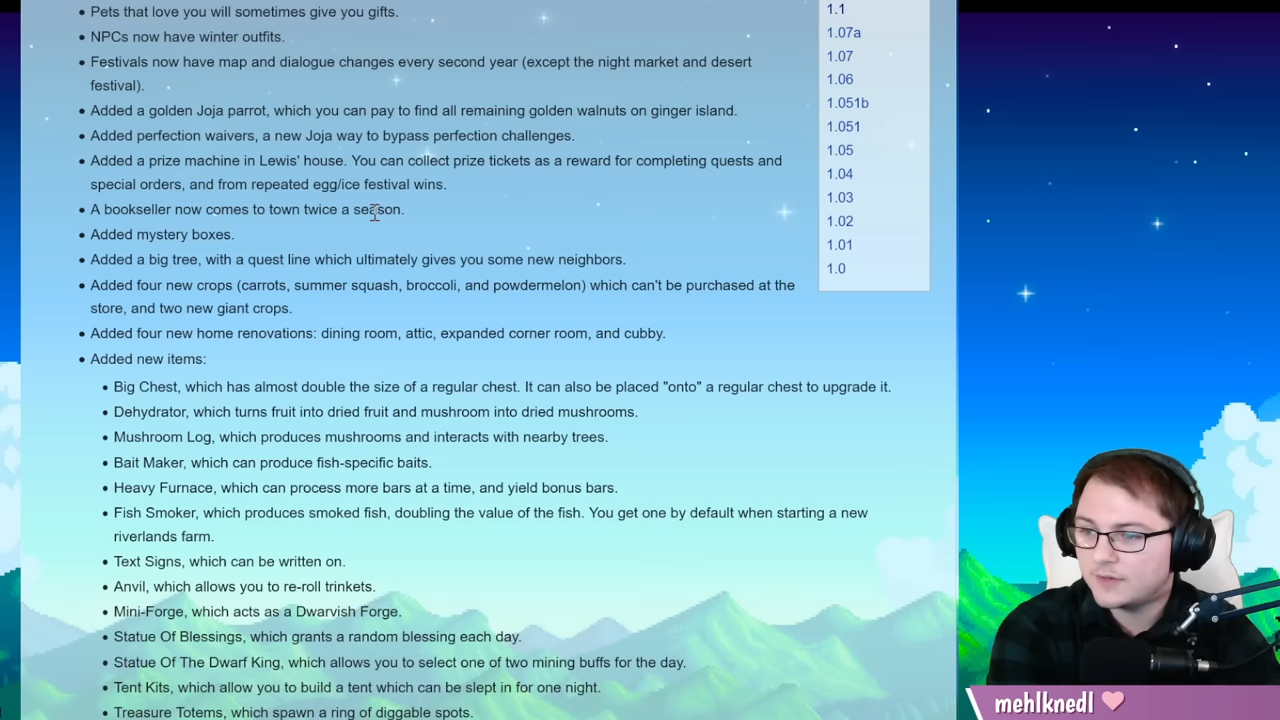 Pets that love you will sometimes give you gifts.
NPCs now have winter outfits.
Festivals now have map and dialogue changes every second year (except the night market and desert
festival).
Added a golden Joja parrot, which you can pay to find all remaining golden walnuts on ginger island.
Added perfection waivers, a new Joja way to bypass perfection challenges.
Added a prize machine in Lewis' house. You can collect prize tickets as a reward for completing quests and
special orders, and from repeated egg/ice festival wins.
A bookseller now comes to town twice a season.
Added mystery boxes.
Added a big tree, with a quest line which ultimately gives you some new neighbors.
Added four new crops (carrots, summer squash, broccoli, and powdermelon) which can't be purchased at the
store, and two new giant crops.
Added four new home renovations: dining room, attic, expanded corner room, and cubby.
Added new items:
Big Chest, which has almost double the size of a regular chest. It can also be placed "onto" a regular chest to upgrade it.
Dehydrator, which turns fruit into dried fruit and mushroom into dried mushrooms.
Mushroom Log, which produces mushrooms and interacts with nearby trees.
Bait Maker, which can produce fish-specific baits.
Heavy Furnace, which can process more bars at a time, and yield bonus bars.
Fish Smoker, which produces smoked fish, doubling the value of the fish. You get one by default when starting a new
riverlands farm.
Text Signs, which can be written on.
Anvil, which allows you to re-roll trinkets.
Mini-Forge, which acts as a Dwarvish Forge.
Statue Of Blessings, which grants a random blessing each day.
Statue Of The Dwarf King, which allows you to select one of two mining buffs for the day.
Tent Kits, which allow you to build a tent which can be slept in for one night.
Treasure Totems, which spawn a ring of diggable spots.
1.1
1.07a
1.07
1.06
1.051b
1.051
1.05
1.04
1.03
1.02
1.01
1.0
mehlknedl